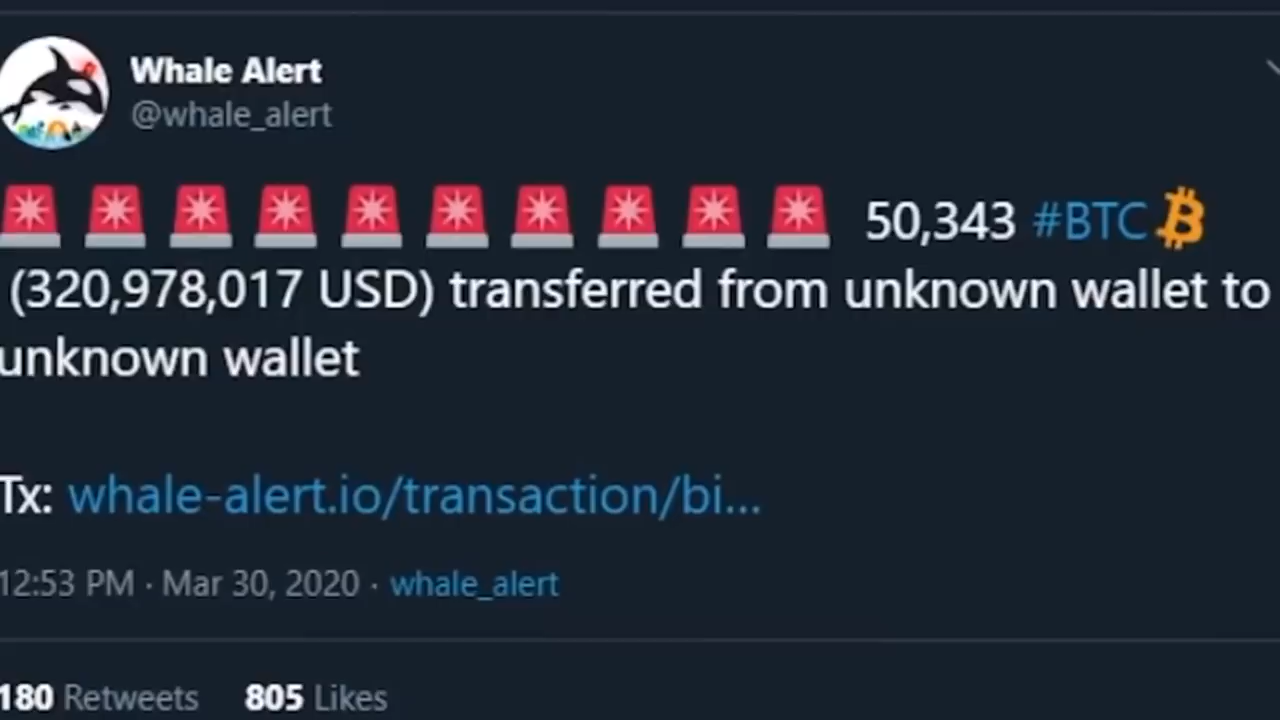 Whale Alert
@whale_alert
🚨🚨🚨🚨🚨🚨🚨🚨🚨🚨 50,343 #BTC
(320,978,017 USD) transferred from unknown wallet to
unknown wallet
Tx: whale-alert.io/transaction/bi...
12:53 PM · Mar 30, 2020 · whale_alert
180 Retweets 805 Likes